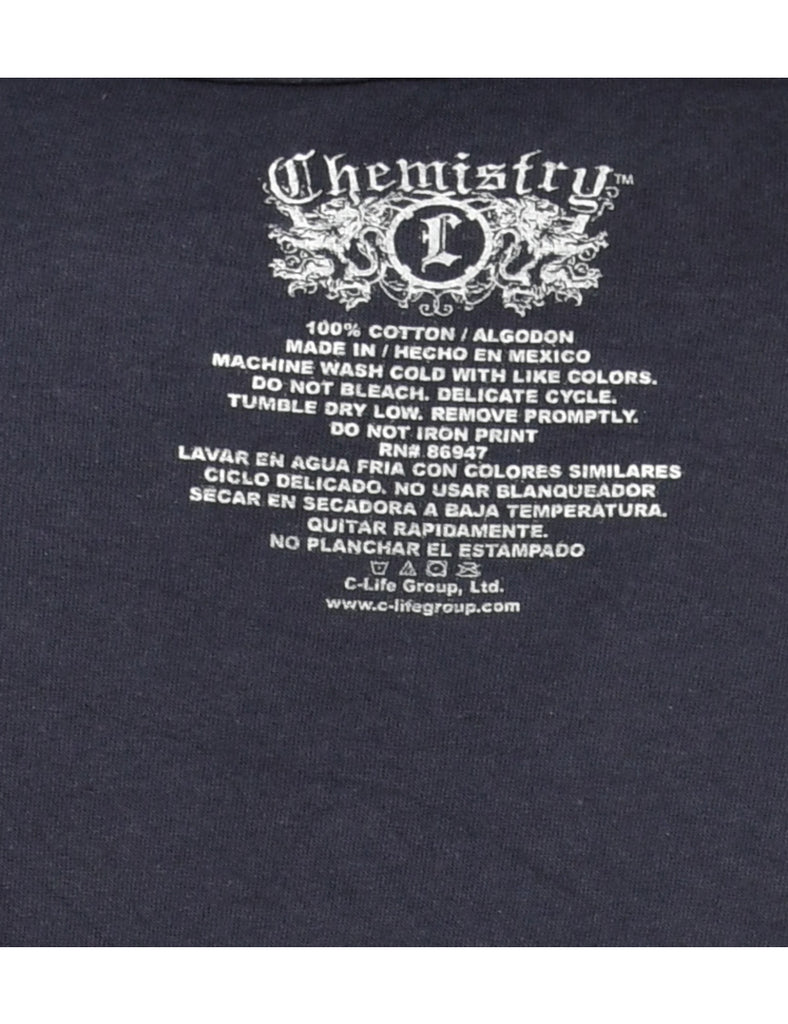 Chemistry™
L
100% COTTON / ALGODON
MADE IN / HECHO EN MEXICO
MACHINE WASH COLD WITH LIKE COLORS.
DO NOT BLEACH. DELICATE CYCLE.
TUMBLE DRY LOW. REMOVE PROMPTLY.
DO NOT IRON PRINT
RN# 86947
LAVAR EN AGUA FRIA CON COLORES SIMILARES
CICLO DELICADO. NO USAR BLANQUEADOR
SECAR EN SECADORA A BAJA TEMPERATURA.
QUITAR RAPIDAMENTE.
NO PLANCHAR EL ESTAMPADO
C-Life Group, Ltd.
www.c-lifegroup.com